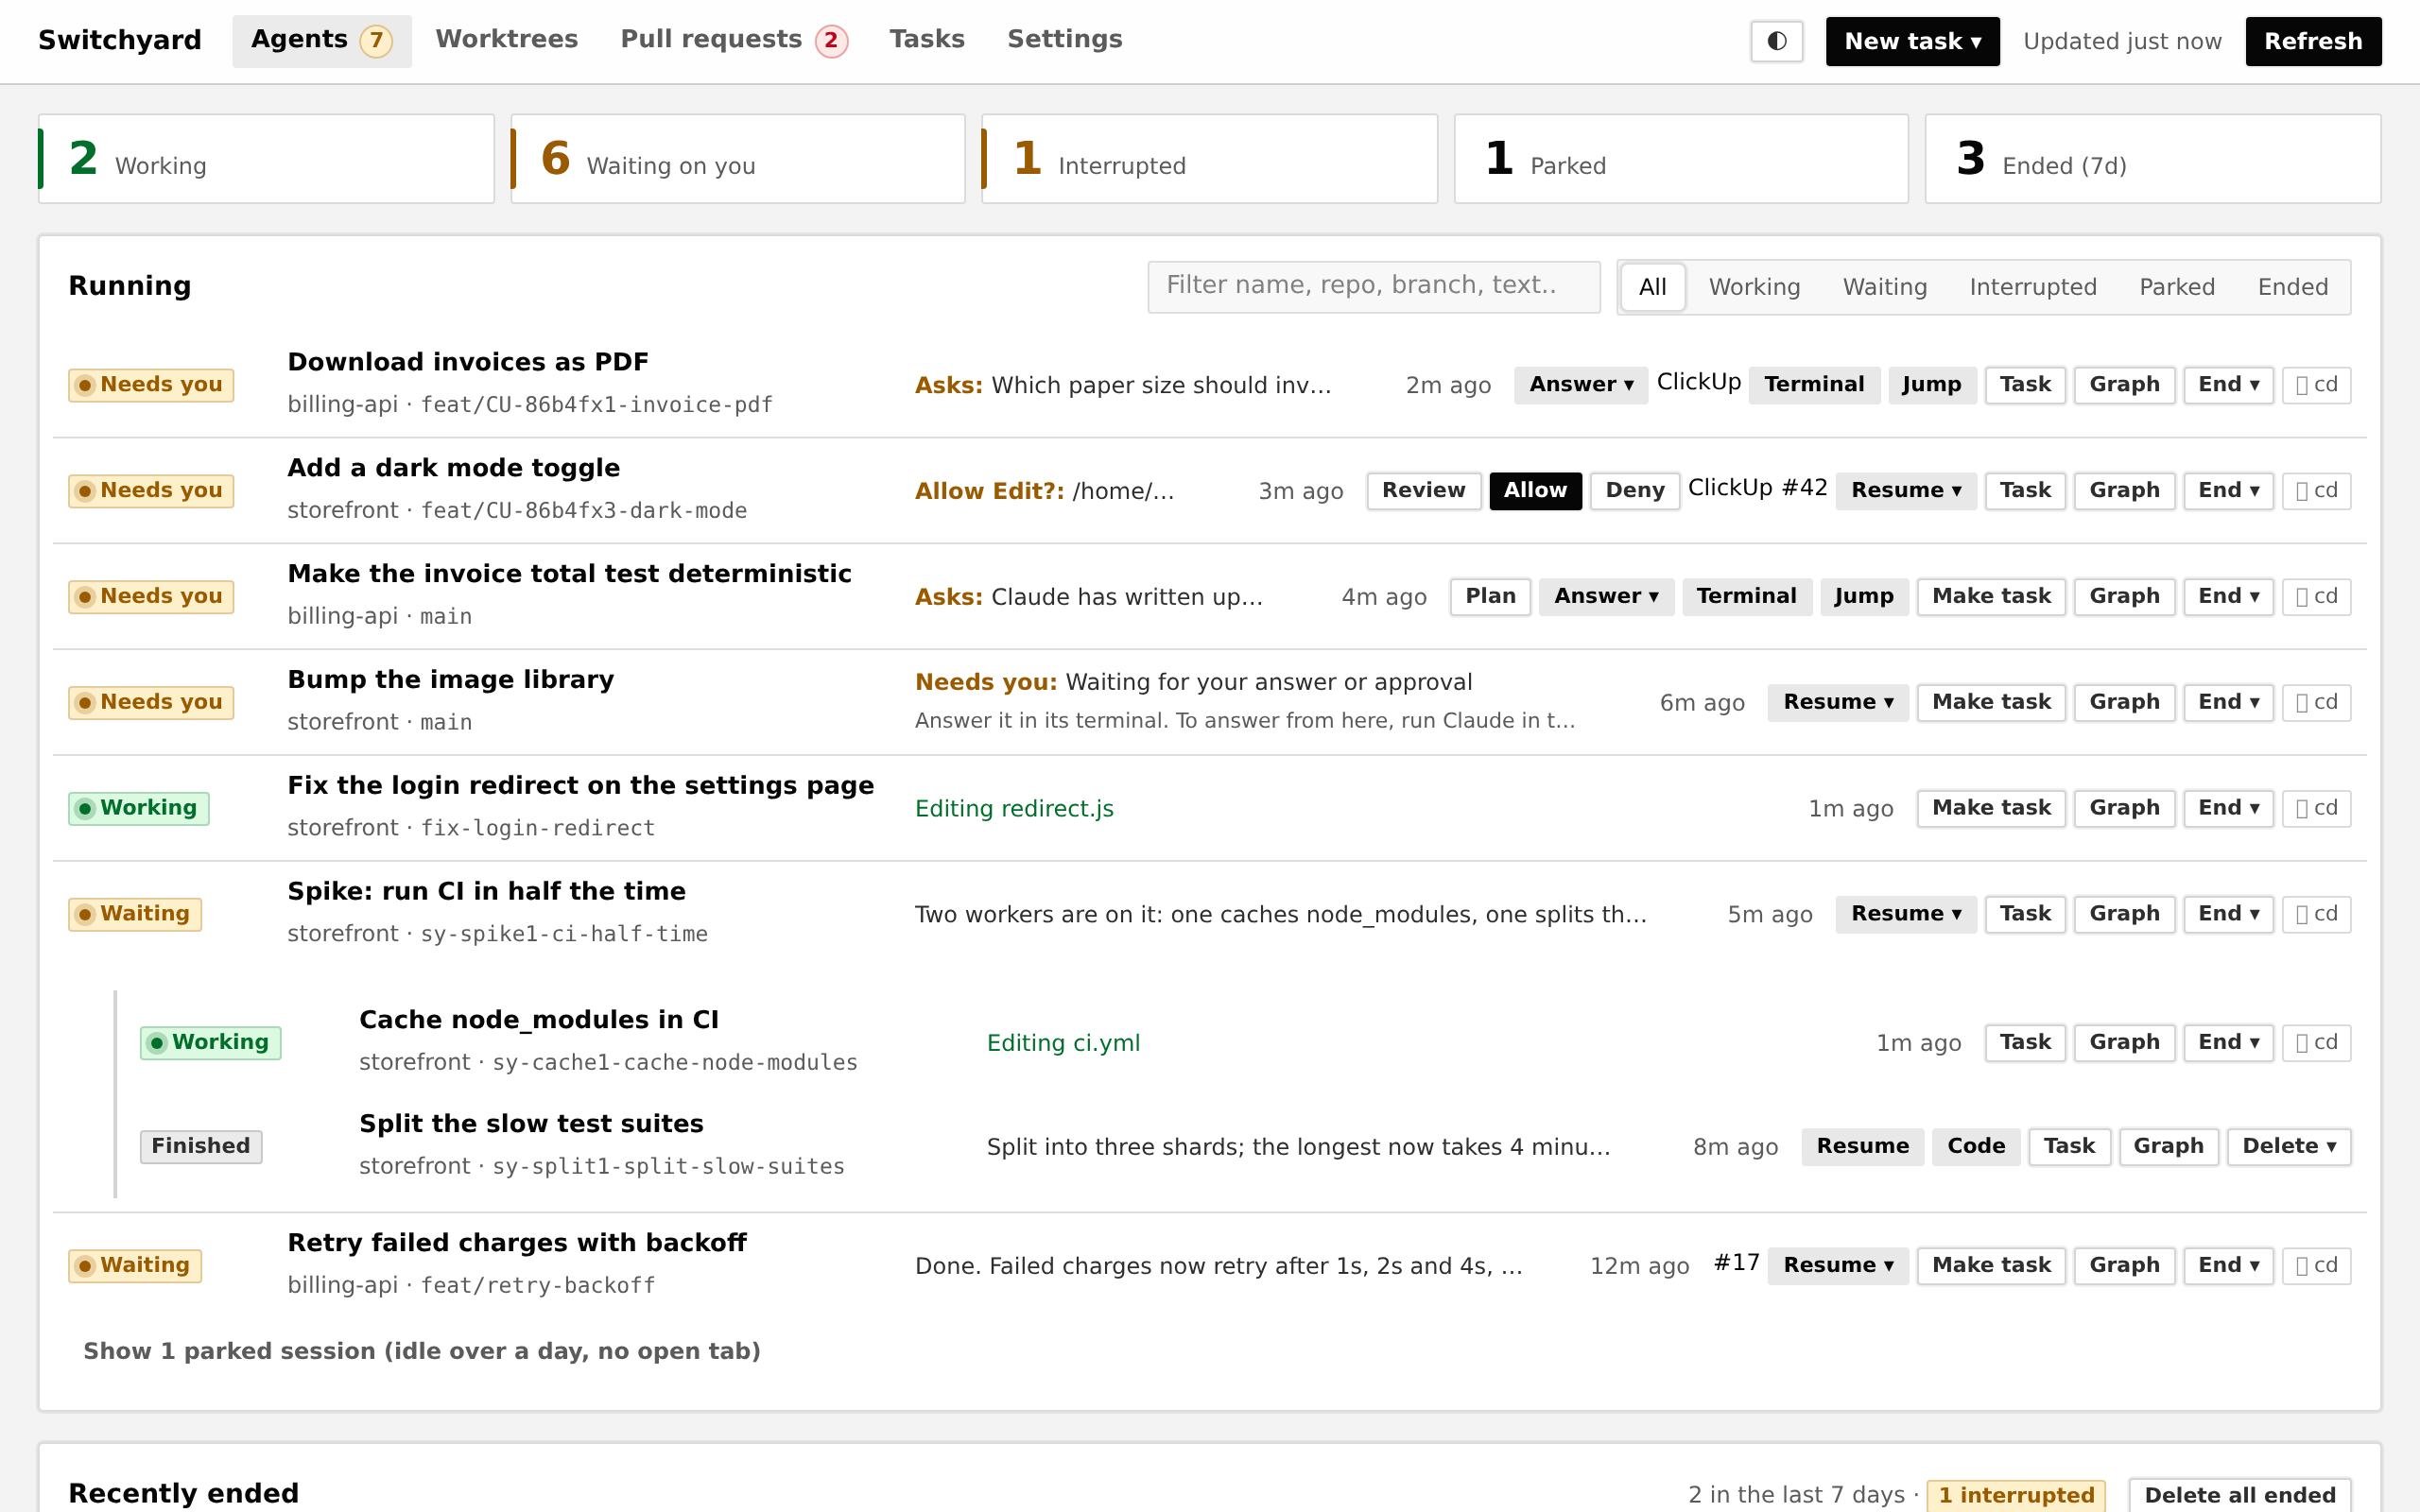 Switchyard Agents 7 Worktrees Pull requests 2 Tasks Settings ◐ New task ▾ Updated just now Refresh
2 Working 6 Waiting on you 1 Interrupted 1 Parked 3 Ended (7d)
Running Filter name, repo, branch, text.. All Working Waiting Interrupted Parked Ended
Download invoices as PDF
Needs you Asks: Which paper size should inv… 2m ago Answer ▾ ClickUp Terminal Jump Task Graph End ▾ cd
billing-api · feat/CU-86b4fx1-invoice-pdf
Add a dark mode toggle
Needs you Allow Edit?: /home/… 3m ago Review Allow Deny ClickUp #42 Resume ▾ Task Graph End ▾ cd
storefront · feat/CU-86b4fx3-dark-mode
Make the invoice total test deterministic
Needs you Asks: Claude has written up… 4m ago Plan Answer ▾ Terminal Jump Make task Graph End ▾ cd
billing-api · main
Bump the image library
Needs you: Waiting for your answer or approval
Needs you 6m ago Resume ▾ Make task Graph End ▾ cd
storefront · main
Answer it in its terminal. To answer from here, run Claude in t…
Fix the login redirect on the settings page
Working Editing redirect.js 1m ago Make task Graph End ▾ cd
storefront · fix-login-redirect
Spike: run CI in half the time
Waiting Two workers are on it: one caches node_modules, one splits th… 5m ago Resume ▾ Task Graph End ▾ cd
storefront · sy-spike1-ci-half-time
Cache node_modules in CI
Working Editing ci.yml 1m ago Task Graph End ▾ cd
storefront · sy-cache1-cache-node-modules
Split the slow test suites
Finished Split into three shards; the longest now takes 4 minu… 8m ago Resume Code Task Graph Delete ▾
storefront · sy-split1-split-slow-suites
Retry failed charges with backoff
Waiting Done. Failed charges now retry after 1s, 2s and 4s, … 12m ago #17 Resume ▾ Make task Graph End ▾ cd
billing-api · feat/retry-backoff
Show 1 parked session (idle over a day, no open tab)
Recently ended 2 in the last 7 days · 1 interrupted Delete all ended